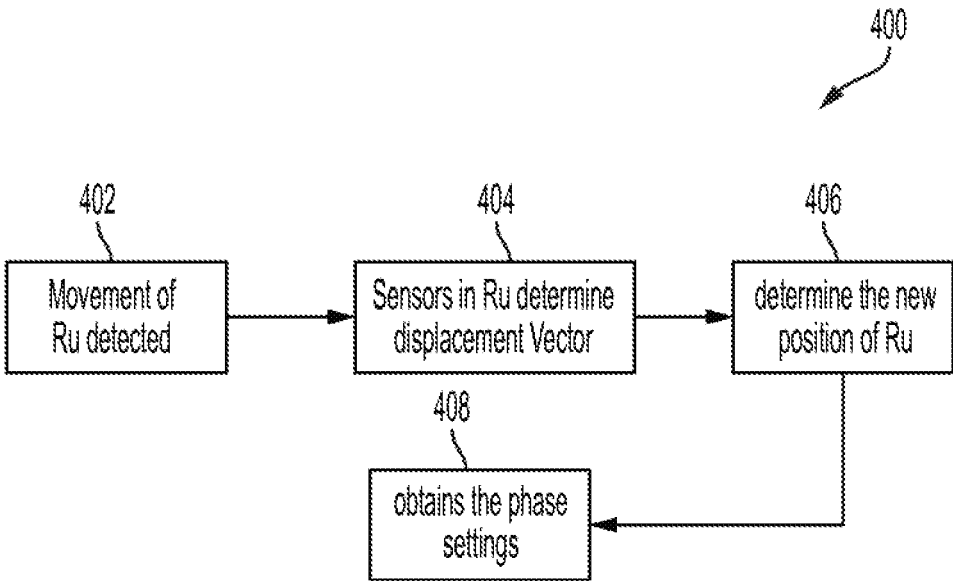 400
402
404
406
Movement of
Ru detected
Sensors in Ru determine
displacement Vector
determine the new
position of Ru
408
obtains the phase
settings